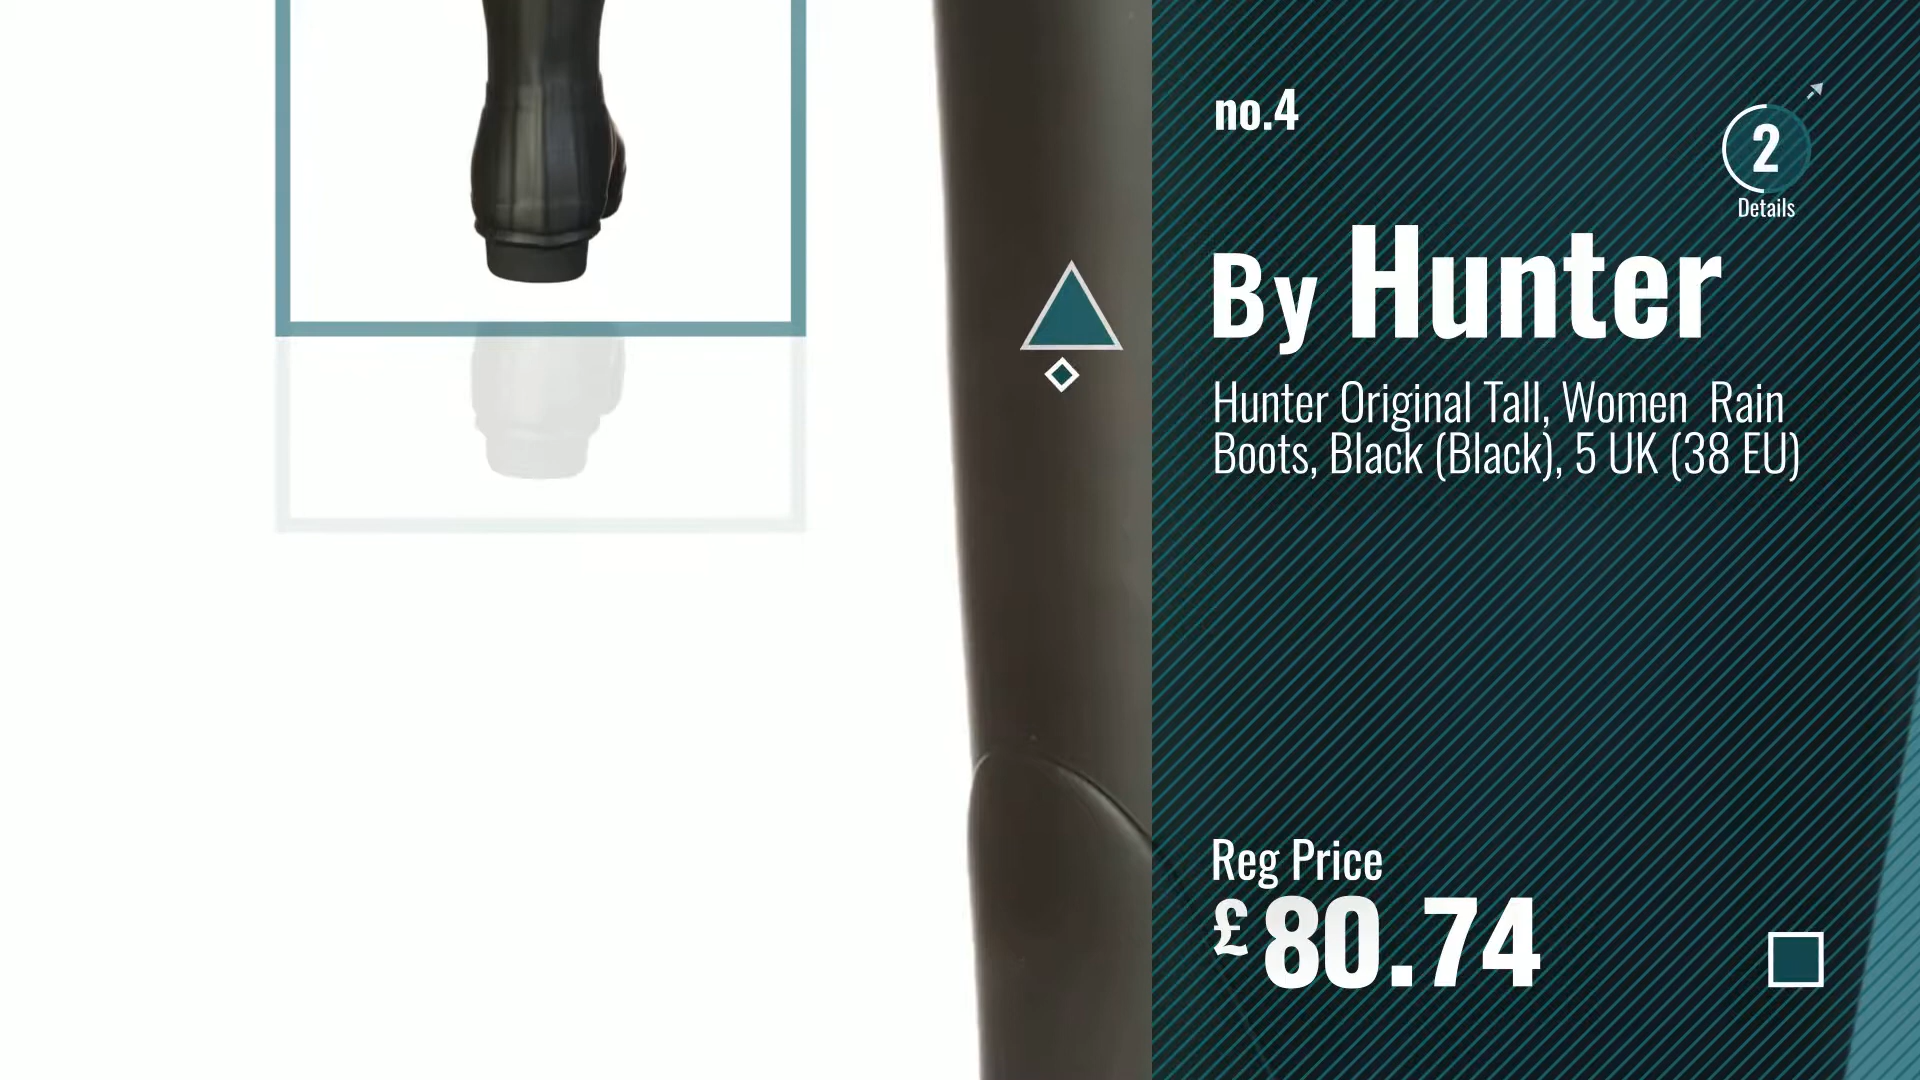 no.4
2
Details
By Hunter
Hunter Original Tall, Women  Rain
Boots, Black (Black), 5 UK (38 EU)
Reg Price
£80.74